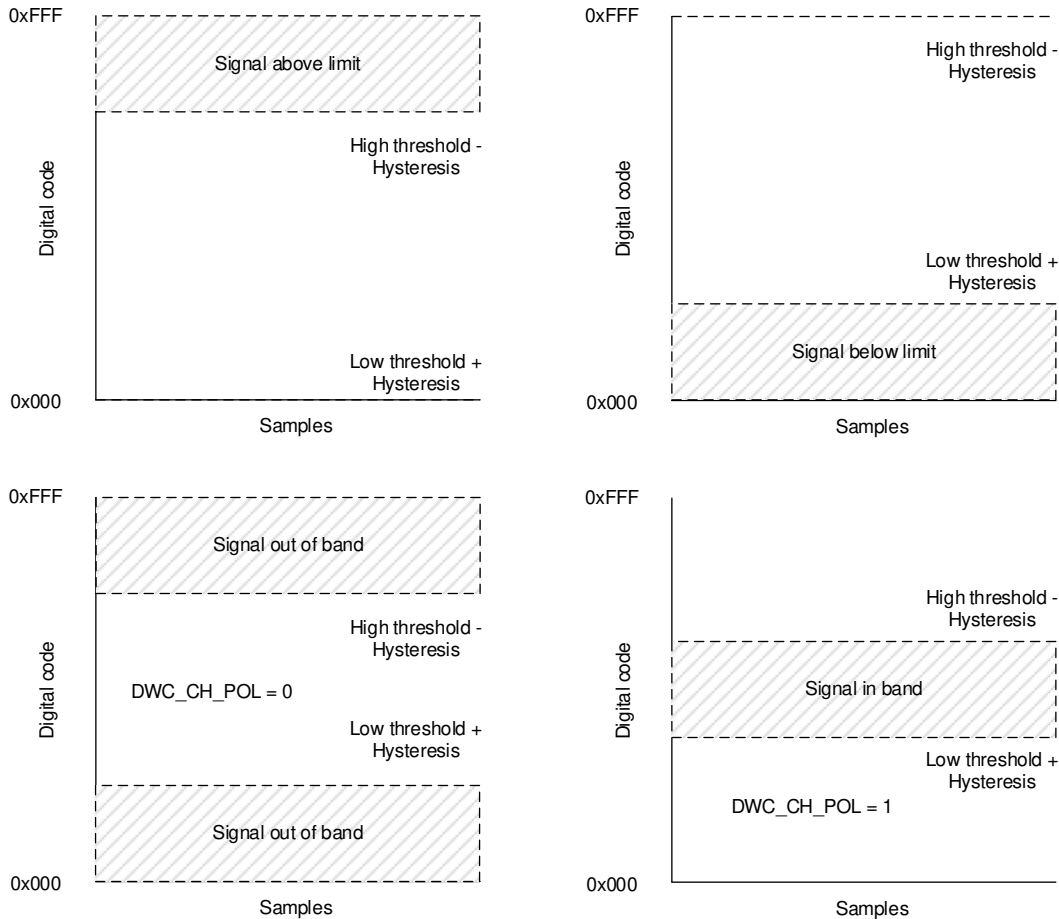 0xFFF
Signal above limit
High threshold -
Hysteresis
Digital code
Low threshold +
Hysteresis
0x000
Samples
High threshold -
Hysteresis
Digital code
Low threshold +
Hysteresis
Signal below limit
0x000
Samples
0xFFF
Signal out of band
High threshold -
Hysteresis
DWC_CH_POL = 0
Digital code
Low threshold +
Hysteresis
Signal out of band
0x000
Samples
0xFFF
High threshold -
Hysteresis
Signal in band
Digital code
Low threshold +
Hysteresis
DWC_CH_POL = 1
0x000
Samples